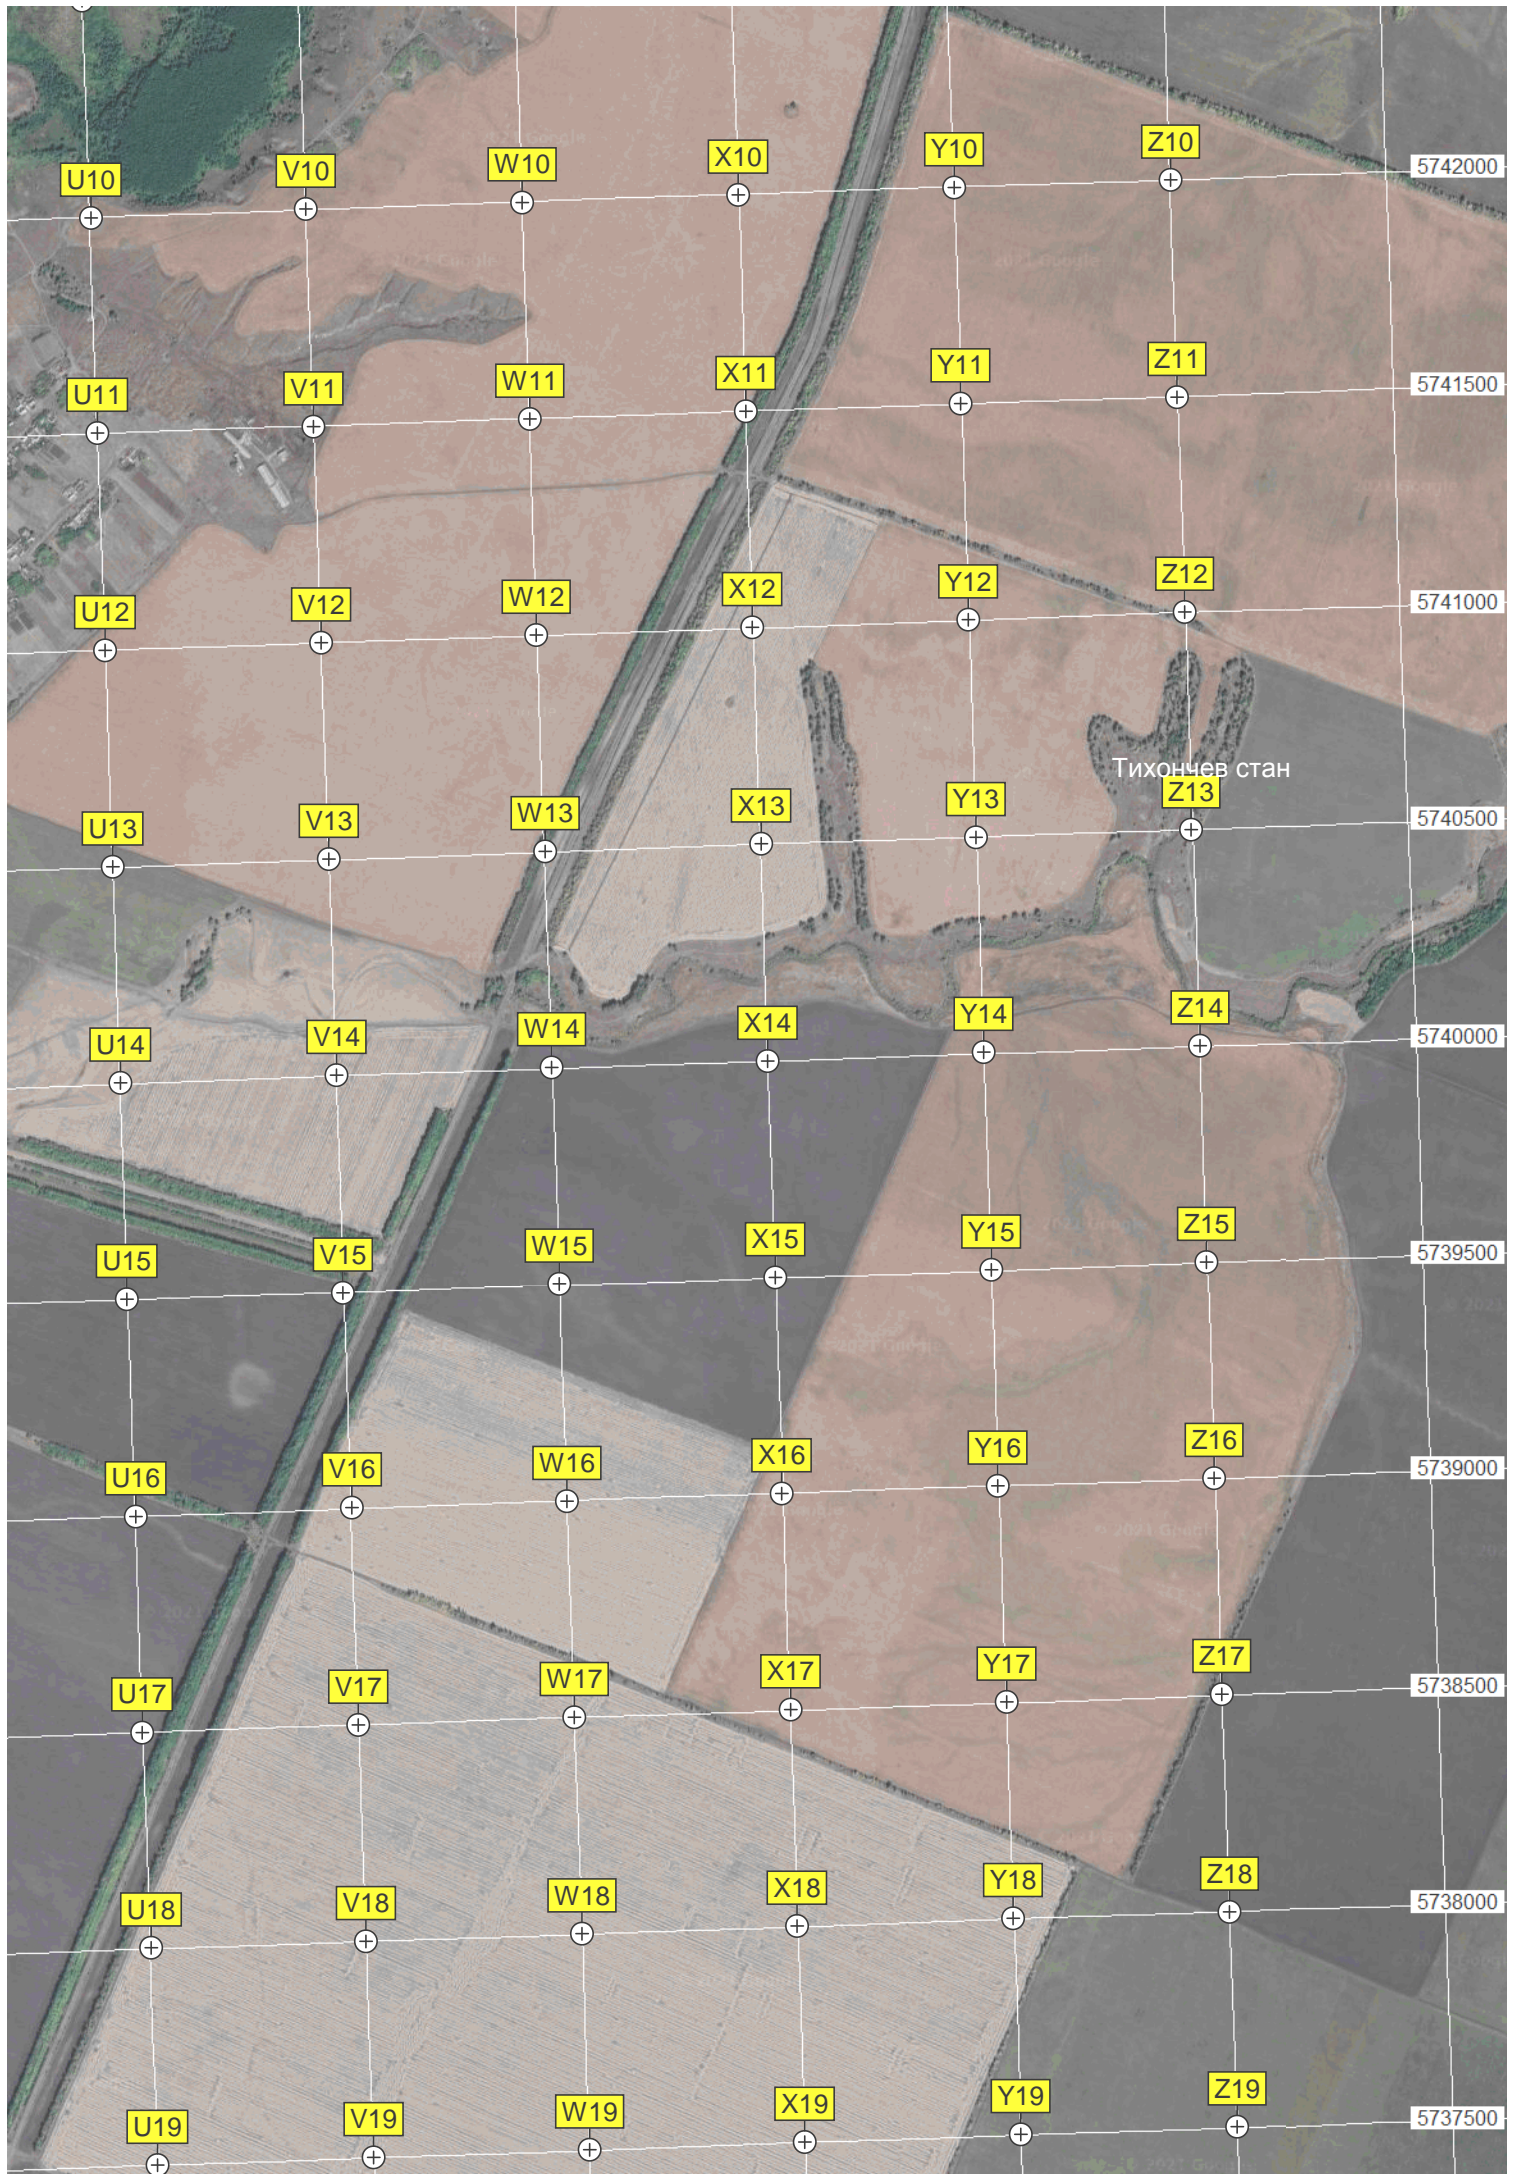 U10 V10 W10 X10 Y10 Z10 5742000
U11 V11 W11 X11 Y11 Z11 5741500
U12 V12 W12 X12 Y12 Z12 5741000
Тихончев стан
U13 V13 W13 X13 Y13 Z13 5740500
U14 V14 W14 X14 Y14 Z14 5740000
U15 V15 W15 X15 Y15 Z15 5739500
U16 V16 W16 X16 Y16 Z16 5739000
U17 V17 W17 X17 Y17 Z17 5738500
U18 V18 W18 X18 Y18 Z18 5738000
U19 V19 W19 X19 Y19 Z19 5737500